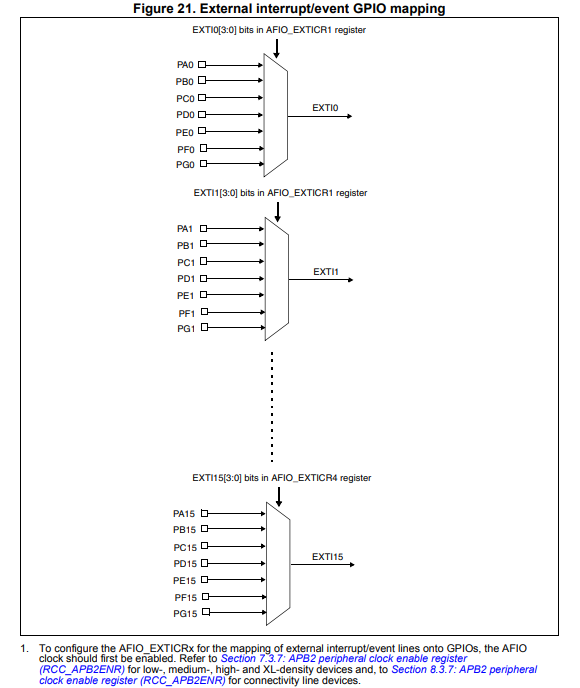 Figure 21. External interrupt/event GPIO mapping
EXTI0[3:0] bits in AFIO_EXTICR1 register
PA0
PB0
PC0
PD0
PE0
PF0
PG0
EXTI0
EXTI1[3:0] bits in AFIO_EXTICR1 register
PA1
PB1
PC1
PD1
PE1
PF1
PG1
EXTI1
EXTI15[3:0] bits in AFIO_EXTICR4 register
PA15
PB15
PC15
PD15
PE15
PF15
PG15
EXTI15
1. To configure the AFIO_EXTICRx for the mapping of external interrupt/event lines onto GPIOs, the AFIO
clock should first be enabled. Refer to Section 7.3.7: APB2 peripheral clock enable register
(RCC_APB2ENR) for low-, medium-, high- and XL-density devices and, to Section 8.3.7: APB2 peripheral
clock enable register (RCC_APB2ENR) for connectivity line devices.